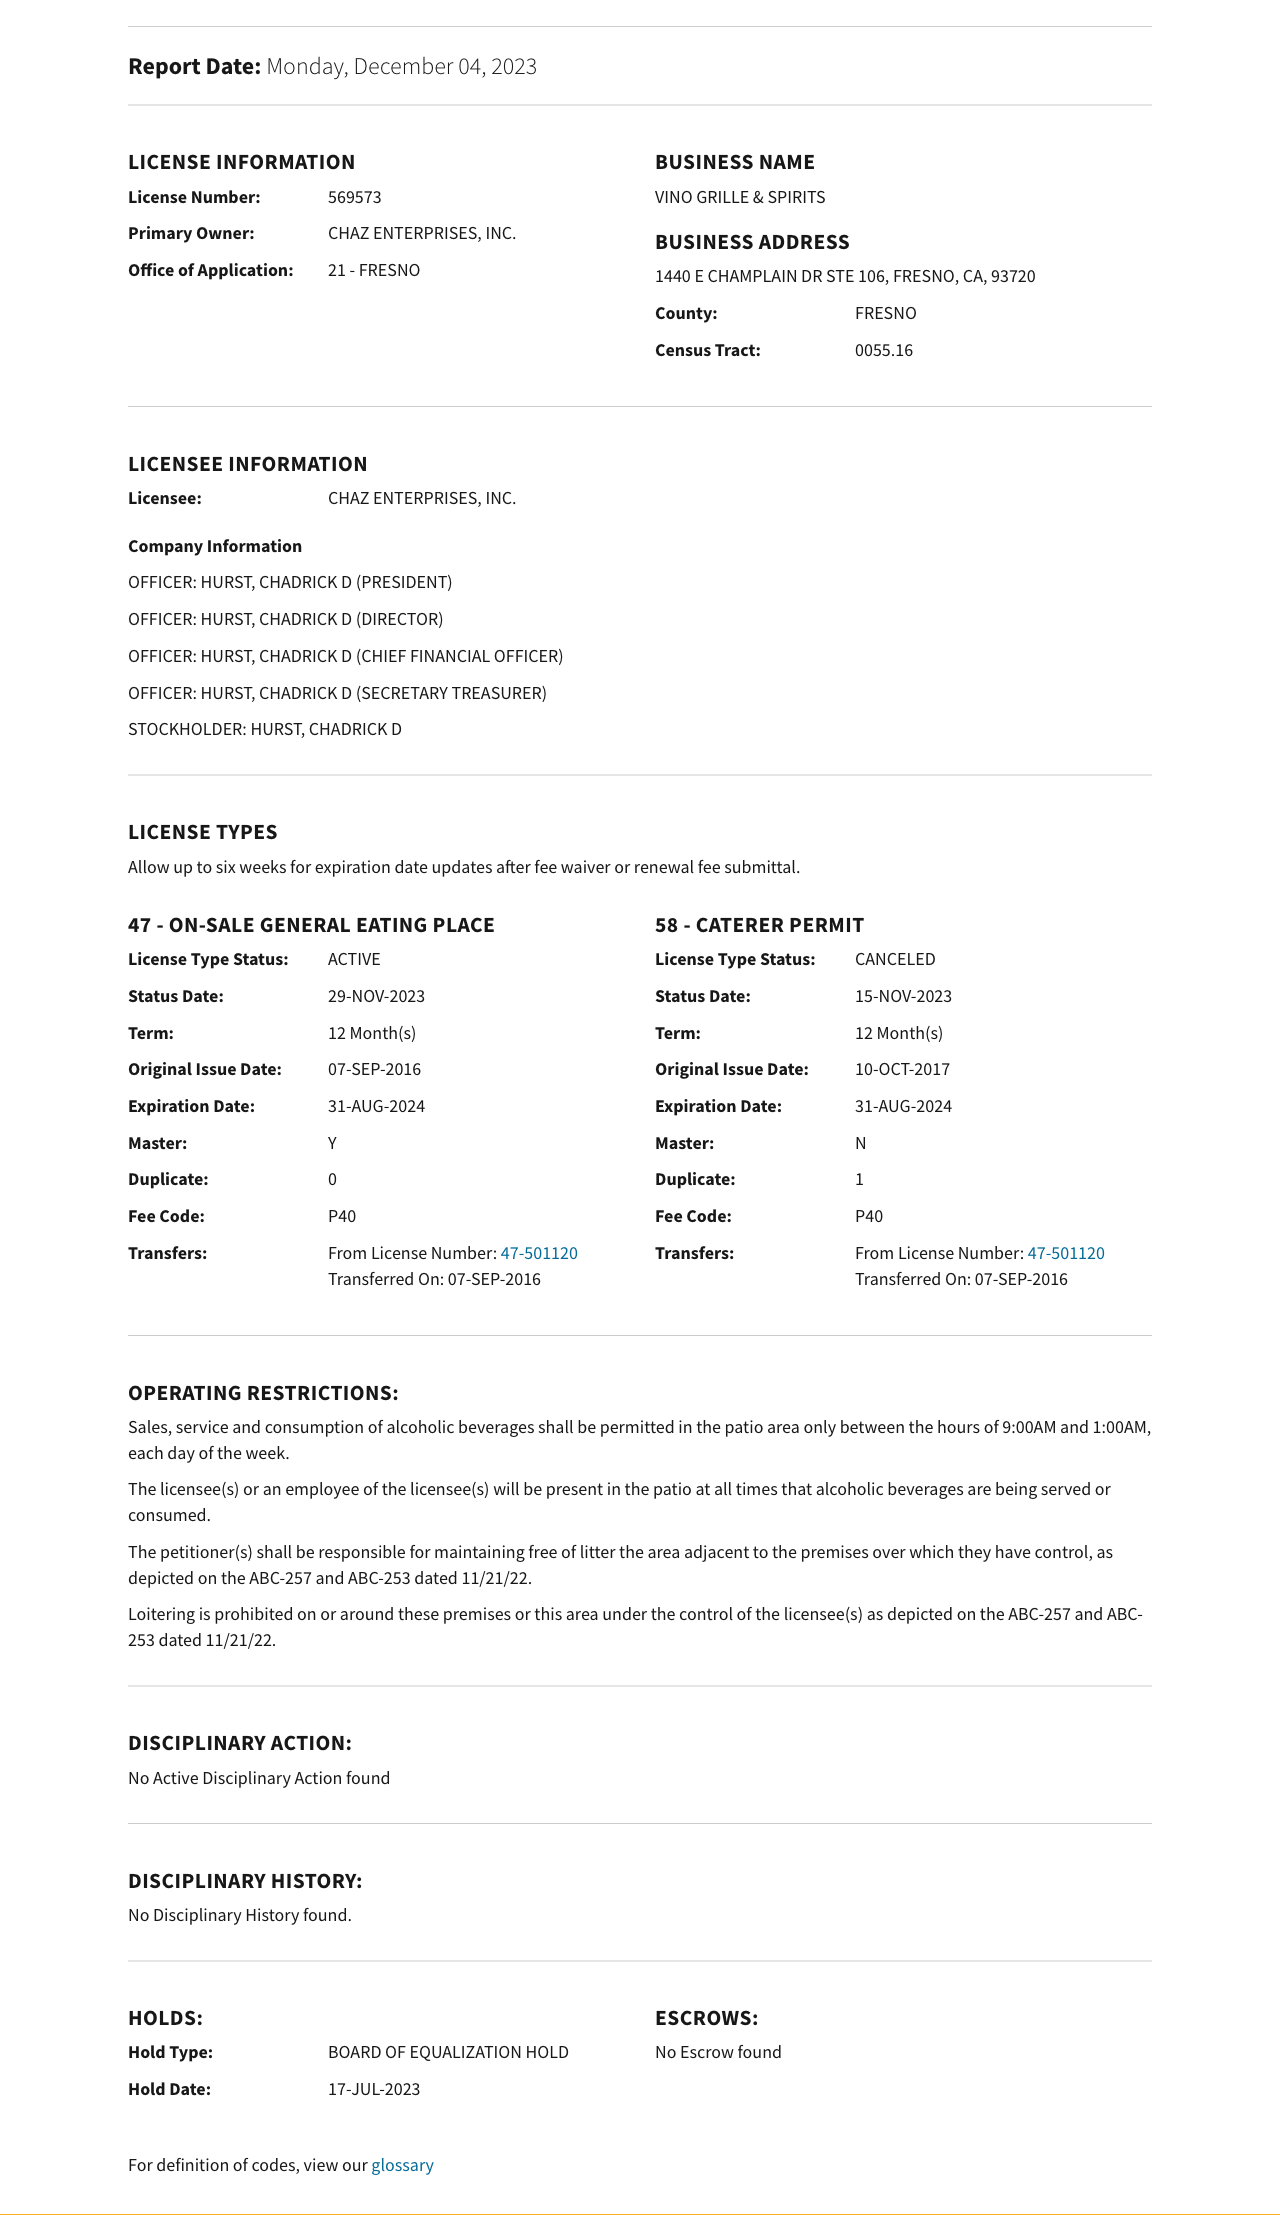 Report Date: Monday, December 04, 2023
LICENSE INFORMATION
License Number: 569573
Primary Owner: CHAZ ENTERPRISES, INC.
Office of Application: 21 - FRESNO
BUSINESS NAME
VINO GRILLE & SPIRITS
BUSINESS ADDRESS
1440 E CHAMPLAIN DR STE 106, FRESNO, CA, 93720
County: FRESNO
Census Tract: 0055.16
LICENSEE INFORMATION
Licensee: CHAZ ENTERPRISES, INC.
Company Information
OFFICER: HURST, CHADRICK D (PRESIDENT)
OFFICER: HURST, CHADRICK D (DIRECTOR)
OFFICER: HURST, CHADRICK D (CHIEF FINANCIAL OFFICER)
OFFICER: HURST, CHADRICK D (SECRETARY TREASURER)
STOCKHOLDER: HURST, CHADRICK D
LICENSE TYPES
Allow up to six weeks for expiration date updates after fee waiver or renewal fee submittal.
47 - ON-SALE GENERAL EATING PLACE
License Type Status: ACTIVE
Status Date: 29-NOV-2023
Term: 12 Month(s)
Original Issue Date: 07-SEP-2016
Expiration Date: 31-AUG-2024
Master: Y
Duplicate: 0
Fee Code: P40
Transfers: From License Number: 47-501120
Transferred On: 07-SEP-2016
58 - CATERER PERMIT
License Type Status: CANCELED
Status Date: 15-NOV-2023
Term: 12 Month(s)
Original Issue Date: 10-OCT-2017
Expiration Date: 31-AUG-2024
Master: N
Duplicate: 1
Fee Code: P40
Transfers: From License Number: 47-501120
Transferred On: 07-SEP-2016
OPERATING RESTRICTIONS:
Sales, service and consumption of alcoholic beverages shall be permitted in the patio area only between the hours of 9:00AM and 1:00AM,
each day of the week.
The licensee(s) or an employee of the licensee(s) will be present in the patio at all times that alcoholic beverages are being served or
consumed.
The petitioner(s) shall be responsible for maintaining free of litter the area adjacent to the premises over which they have control, as
depicted on the ABC-257 and ABC-253 dated 11/21/22.
Loitering is prohibited on or around these premises or this area under the control of the licensee(s) as depicted on the ABC-257 and ABC-
253 dated 11/21/22.
DISCIPLINARY ACTION:
No Active Disciplinary Action found
DISCIPLINARY HISTORY:
No Disciplinary History found.
HOLDS:
Hold Type: BOARD OF EQUALIZATION HOLD
Hold Date: 17-JUL-2023
ESCROWS:
No Escrow found
For definition of codes, view our glossary